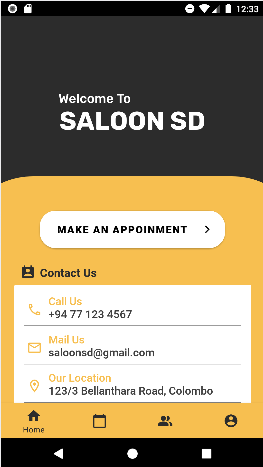 12:33
Welcome To
SALOON SD
MAKE AN APPOINMENT
Contact Us
Call Us
+94 77 123 4567
Mail Us
saloonsd@gmail.com
Our Location
123/3 Bellanthara Road, Colombo
Home